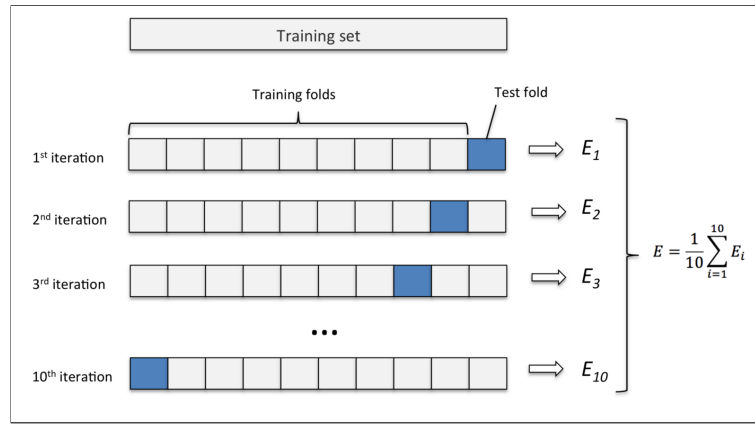 Training set
Training folds
Test fold
1st iteration
E1
2nd iteration
E2
3rd iteration
E3
...
10th iteration
E10
E = 1/10 ∑ i=1 10 Ei